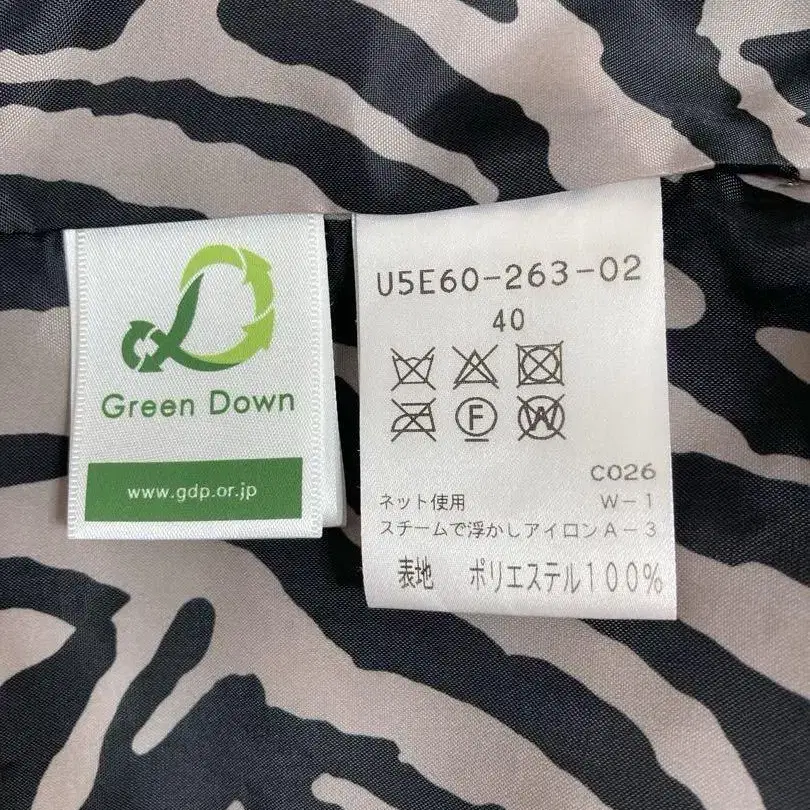 Green Down
www.gdp.or.jp
U5E60-263-02
40
F
W
C026
ネット使用 W-1
スチームで浮かしアイロンA-3
表地 ポリエステル100%